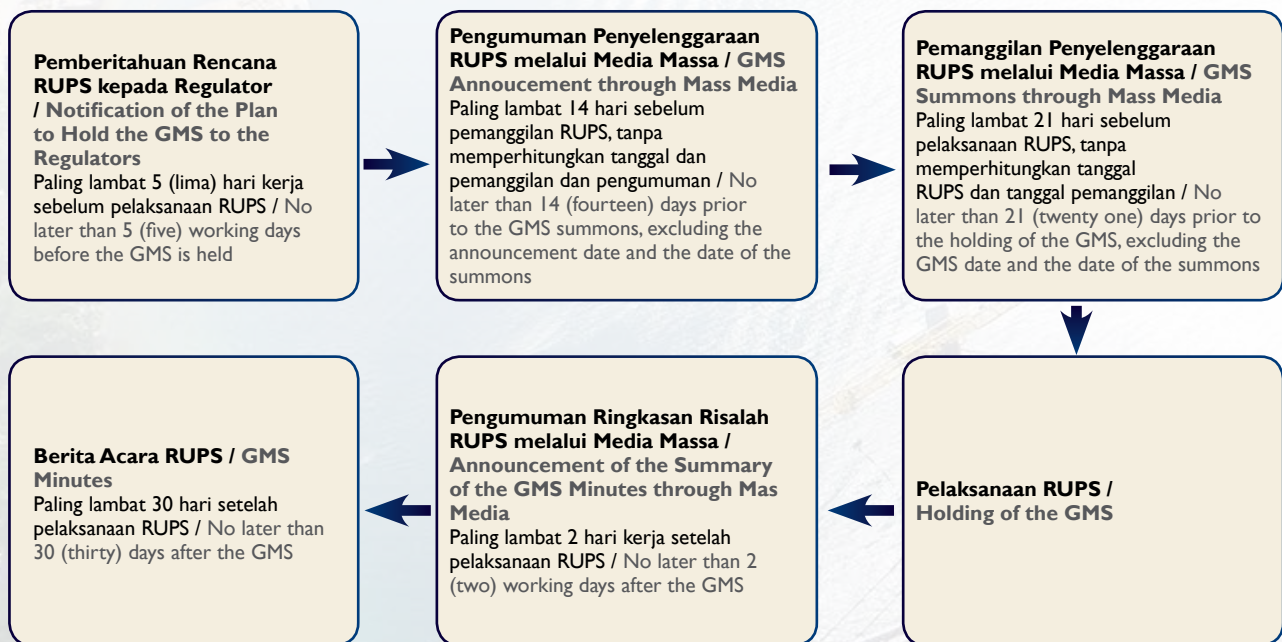 Pemberitahuan Rencana
RUPS kepada Regulator
/ Notification of the Plan
to Hold the GMS to the
Regulators
Paling lambat 5 (lima) hari kerja
sebelum pelaksanaan RUPS / No
later than 5 (five) working days
before the GMS is held
Pengumuman Penyelenggaraan
RUPS melalui Media Massa / GMS
Annoucement through Mass Media
Paling lambat 14 hari sebelum
pemanggilan RUPS, tanpa
memperhitungkan tanggal dan
pemanggilan dan pengumuman / No
later than 14 (fourteen) days prior
to the GMS summons, excluding the
announcement date and the date of the
summons
Pemanggilan Penyelenggaraan
RUPS melalui Media Massa / GMS
Summons through Mass Media
Paling lambat 21 hari sebelum
pelaksanaan RUPS, tanpa
memperhitungkan tanggal
RUPS dan tanggal pemanggilan / No
later than 21 (twenty one) days prior to
the holding of the GMS, excluding the
GMS date and the date of the summons
Pelaksanaan RUPS /
Holding of the GMS
Pengumuman Ringkasan Risalah
RUPS melalui Media Massa /
Announcement of the Summary
of the GMS Minutes through Mas
Media
Paling lambat 2 hari kerja setelah
pelaksanaan RUPS / No later than 2
(two) working days after the GMS
Berita Acara RUPS / GMS
Minutes
Paling lambat 30 hari setelah
pelaksanaan RUPS / No later than
30 (thirty) days after the GMS